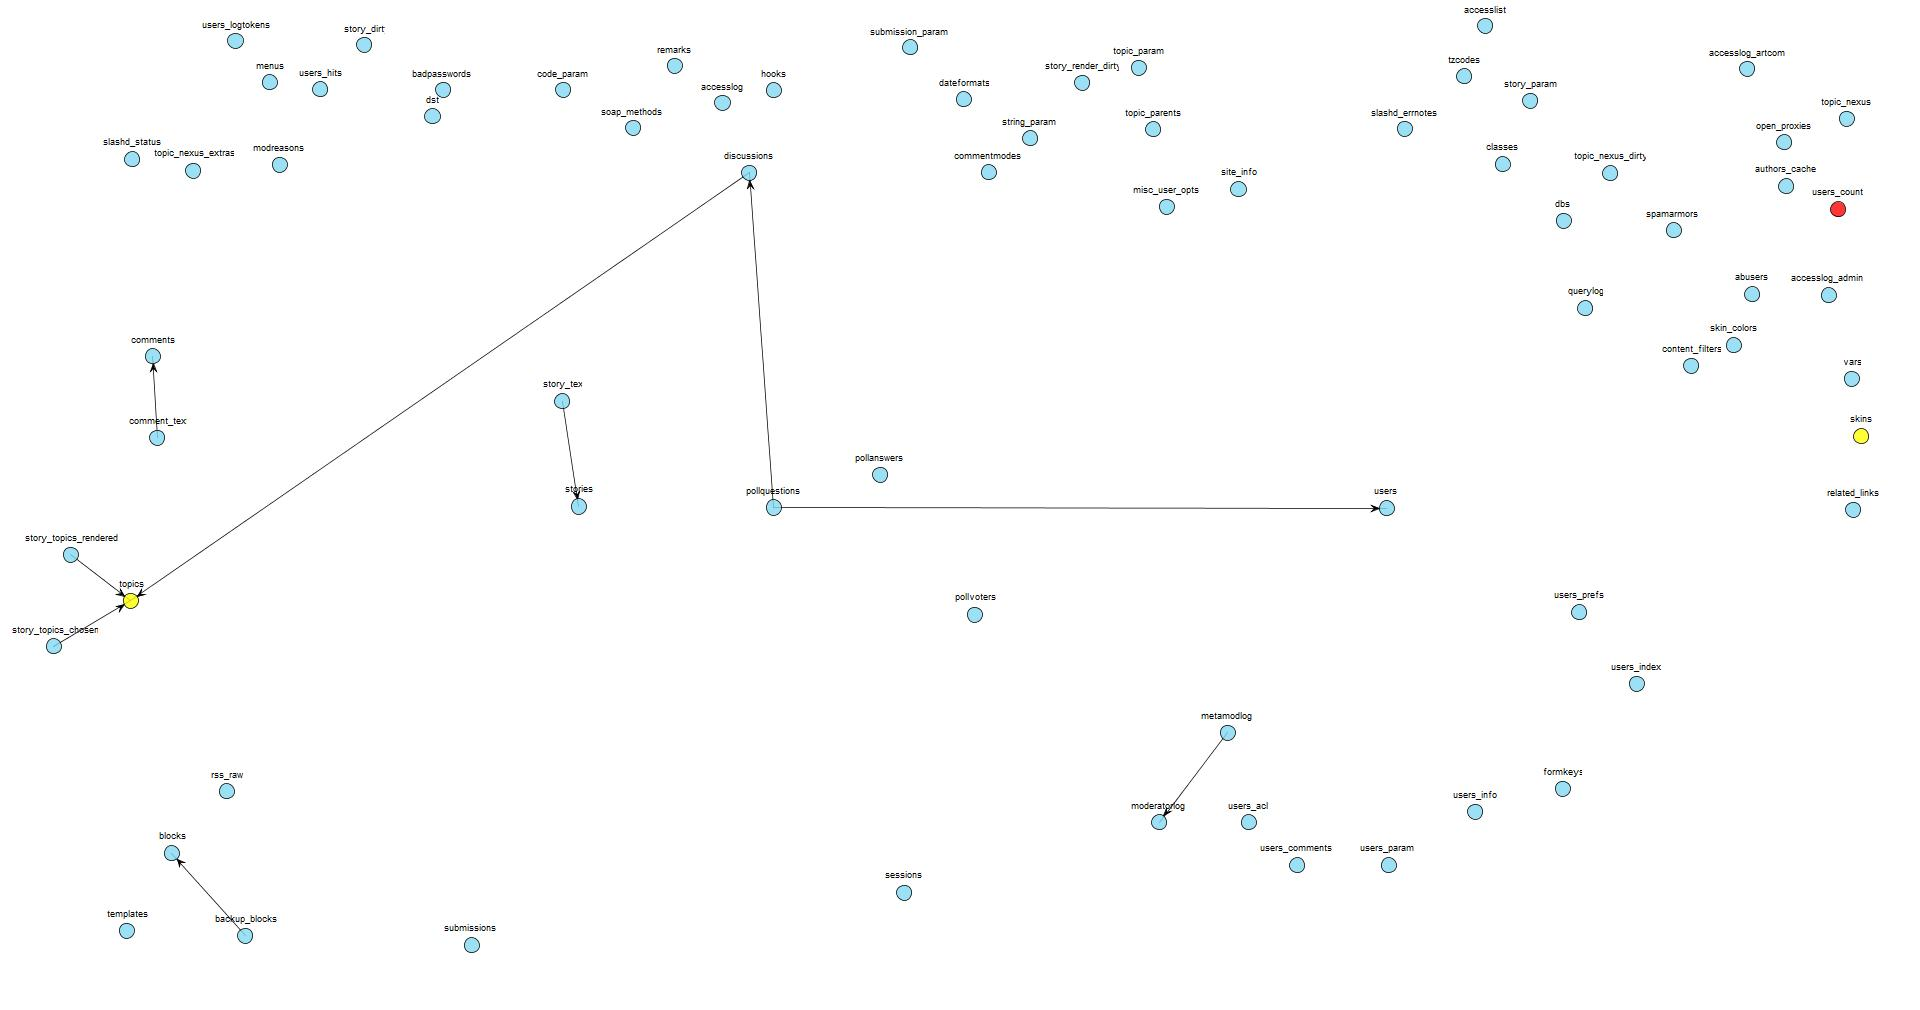 accesslist
users_logtokens
story_dirt
submission_param
remarks
topic_param
accesslog_artcom
tzcodes
menus
story_render_dirty
users_hits
badpasswords
code_param
hooks
dateformats
story_param
accesslog
dst
topic_nexus
soap_methods
topic_parents
slashd_errnotes
string_param
open_proxies
slashd_status
modreasons
classes
topic_nexus_extras
discussions
commentmodes
topic_nexus_dirty
authors_cache
site_info
misc_user_opts
users_count
dbs
spamarmors
abusers
accesslog_admin
querylog
skin_colors
comments
content_filters
vars
story_tex
comment_tex
skins
pollanswers
stories
pollquestions
users
related_links
story_topics_rendered
topics
users_prefs
pollvoters
story_topics_chosen
users_index
metamodlog
rss_raw
formkeys
users_info
moderatorlog
users_acl
blocks
users_comments
users_param
sessions
templates
backup_blocks
submissions